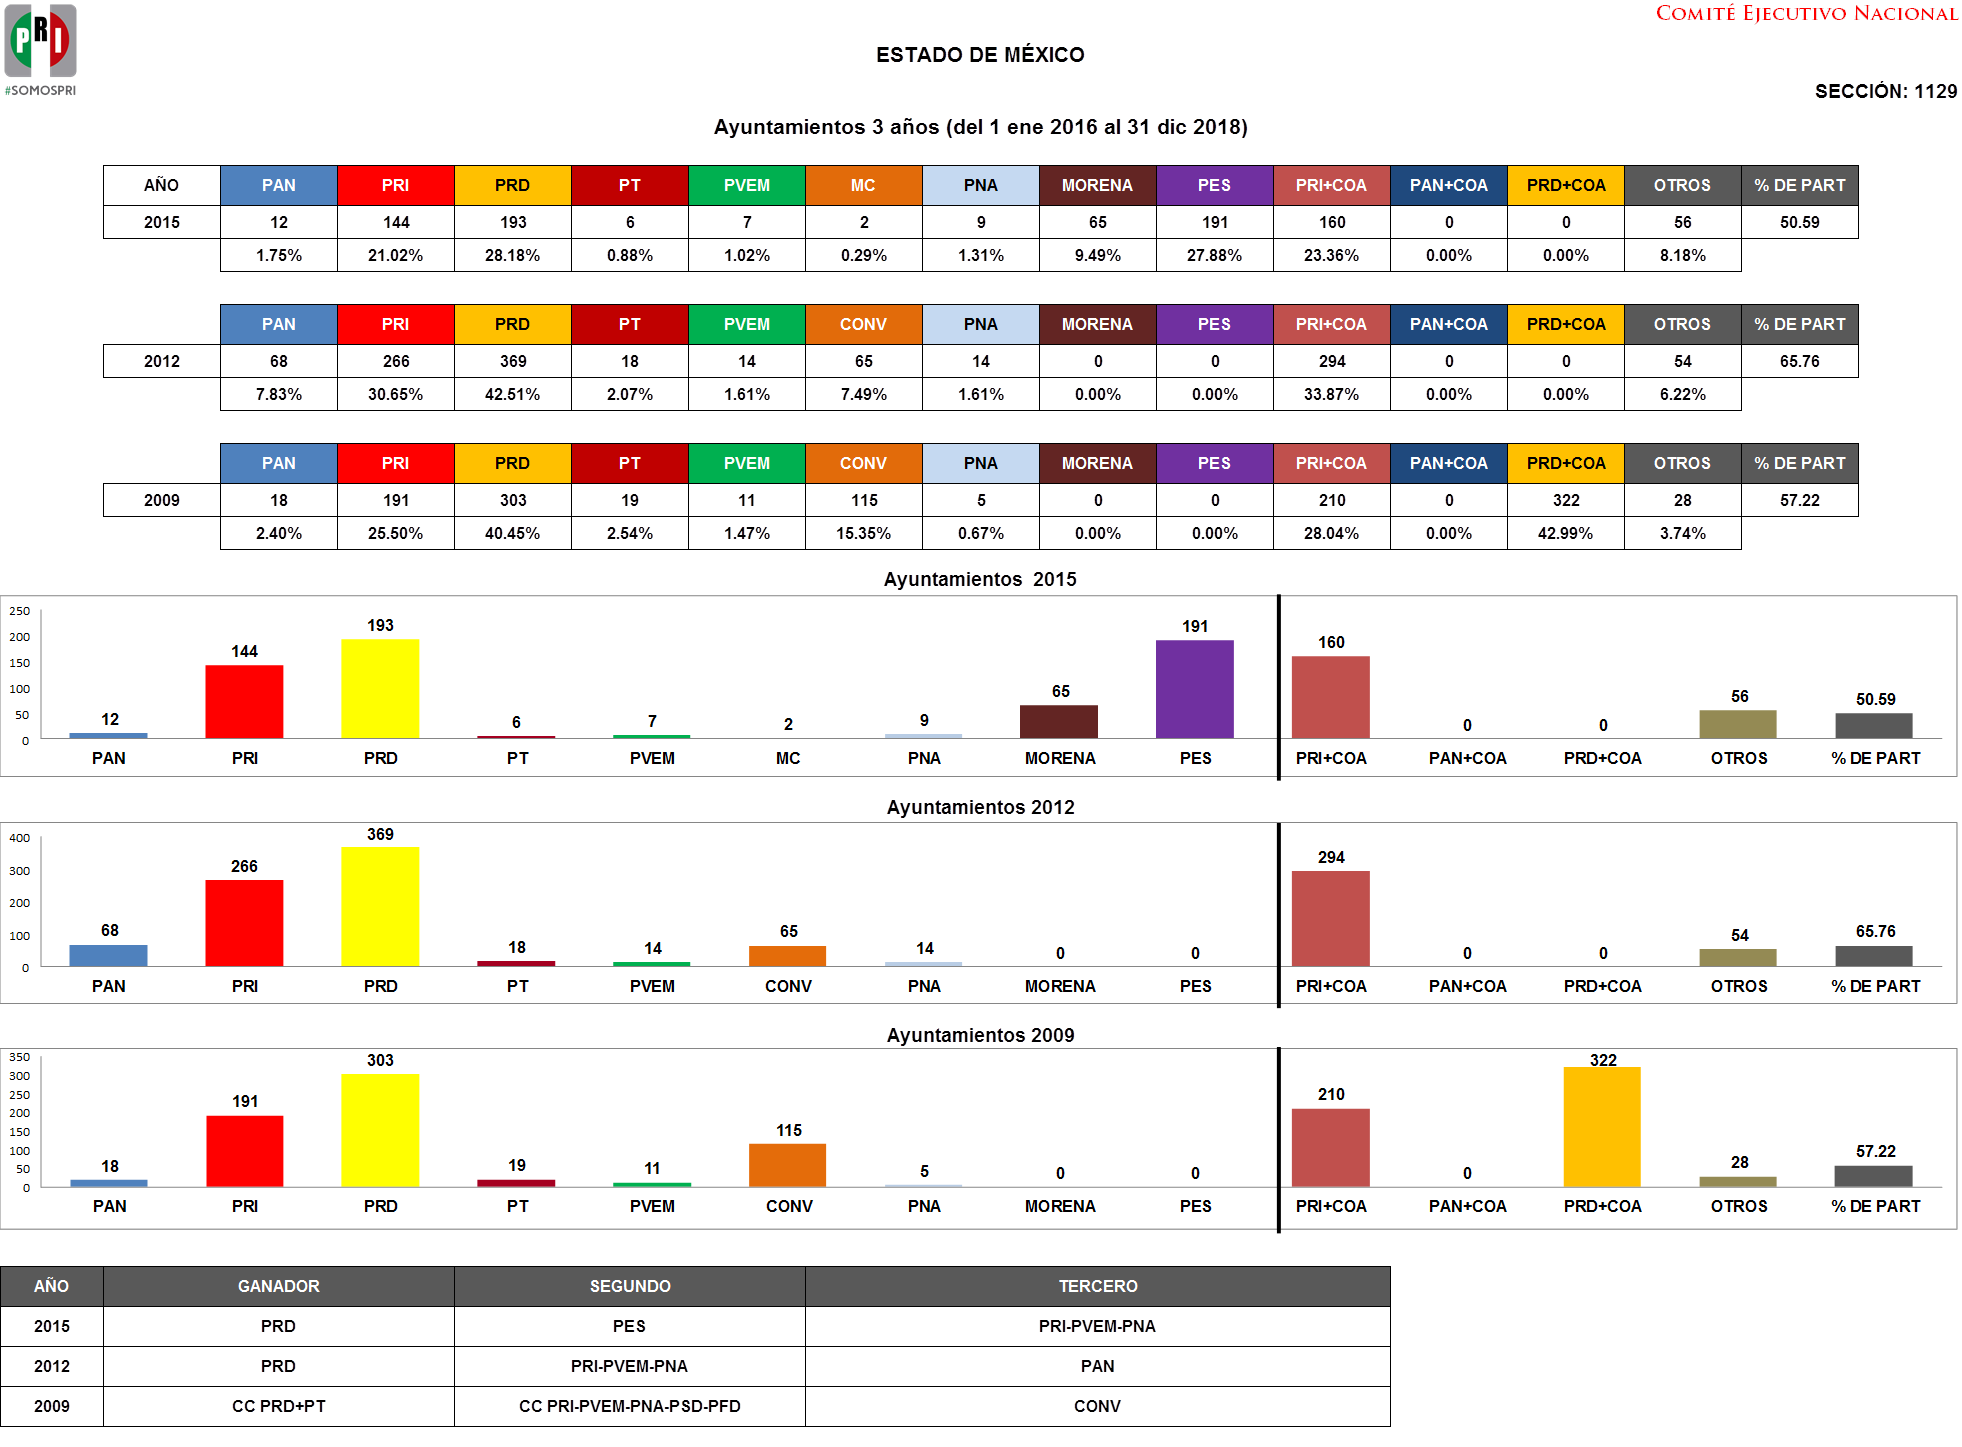 PRI
#SOMOSPRI
COMITÉ EJECUTIVO NACIONAL
ESTADO DE MÉXICO
SECCIÓN: 1129
Ayuntamientos 3 años (del 1 ene 2016 al 31 dic 2018)
AÑO PAN PRI PRD PT PVEM MC PNA MORENA PES PRI+COA PAN+COA PRD+COA OTROS % DE PART
2015 12 144 193 6 7 2 9 65 191 160 0 0 56 50.59
1.75% 21.02% 28.18% 0.88% 1.02% 0.29% 1.31% 9.49% 27.88% 23.36% 0.00% 0.00% 8.18%
PAN PRI PRD PT PVEM CONV PNA MORENA PES PRI+COA PAN+COA PRD+COA OTROS % DE PART
2012 68 266 369 18 14 65 14 0 0 294 0 0 54 65.76
7.83% 30.65% 42.51% 2.07% 1.61% 7.49% 1.61% 0.00% 0.00% 33.87% 0.00% 0.00% 6.22%
PAN PRI PRD PT PVEM CONV PNA MORENA PES PRI+COA PAN+COA PRD+COA OTROS % DE PART
2009 18 191 303 19 11 115 5 0 0 210 0 322 28 57.22
2.40% 25.50% 40.45% 2.54% 1.47% 15.35% 0.67% 0.00% 0.00% 28.04% 0.00% 42.99% 3.74%
Ayuntamientos 2015
250
200
150
100
50
0
12 144 193 6 7 2 9 65 191 160 0 0 56 50.59
PAN PRI PRD PT PVEM MC PNA MORENA PES PRI+COA PAN+COA PRD+COA OTROS % DE PART
Ayuntamientos 2012
400
300
200
100
0
68 266 369 18 14 65 14 0 0 294 0 0 54 65.76
PAN PRI PRD PT PVEM CONV PNA MORENA PES PRI+COA PAN+COA PRD+COA OTROS % DE PART
Ayuntamientos 2009
350
300
250
200
150
100
50
0
18 191 303 19 11 115 5 0 0 210 0 322 28 57.22
PAN PRI PRD PT PVEM CONV PNA MORENA PES PRI+COA PAN+COA PRD+COA OTROS % DE PART
AÑO GANADOR SEGUNDO TERCERO
2015 PRD PES PRI-PVEM-PNA
2012 PRD PRI-PVEM-PNA PAN
2009 CC PRD+PT CC PRI-PVEM-PNA-PSD-PFD CONV